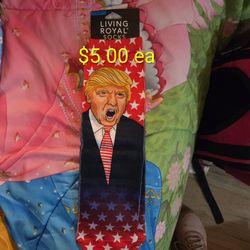 LIVING
ROYAL
SOCKS
$5.00 ea